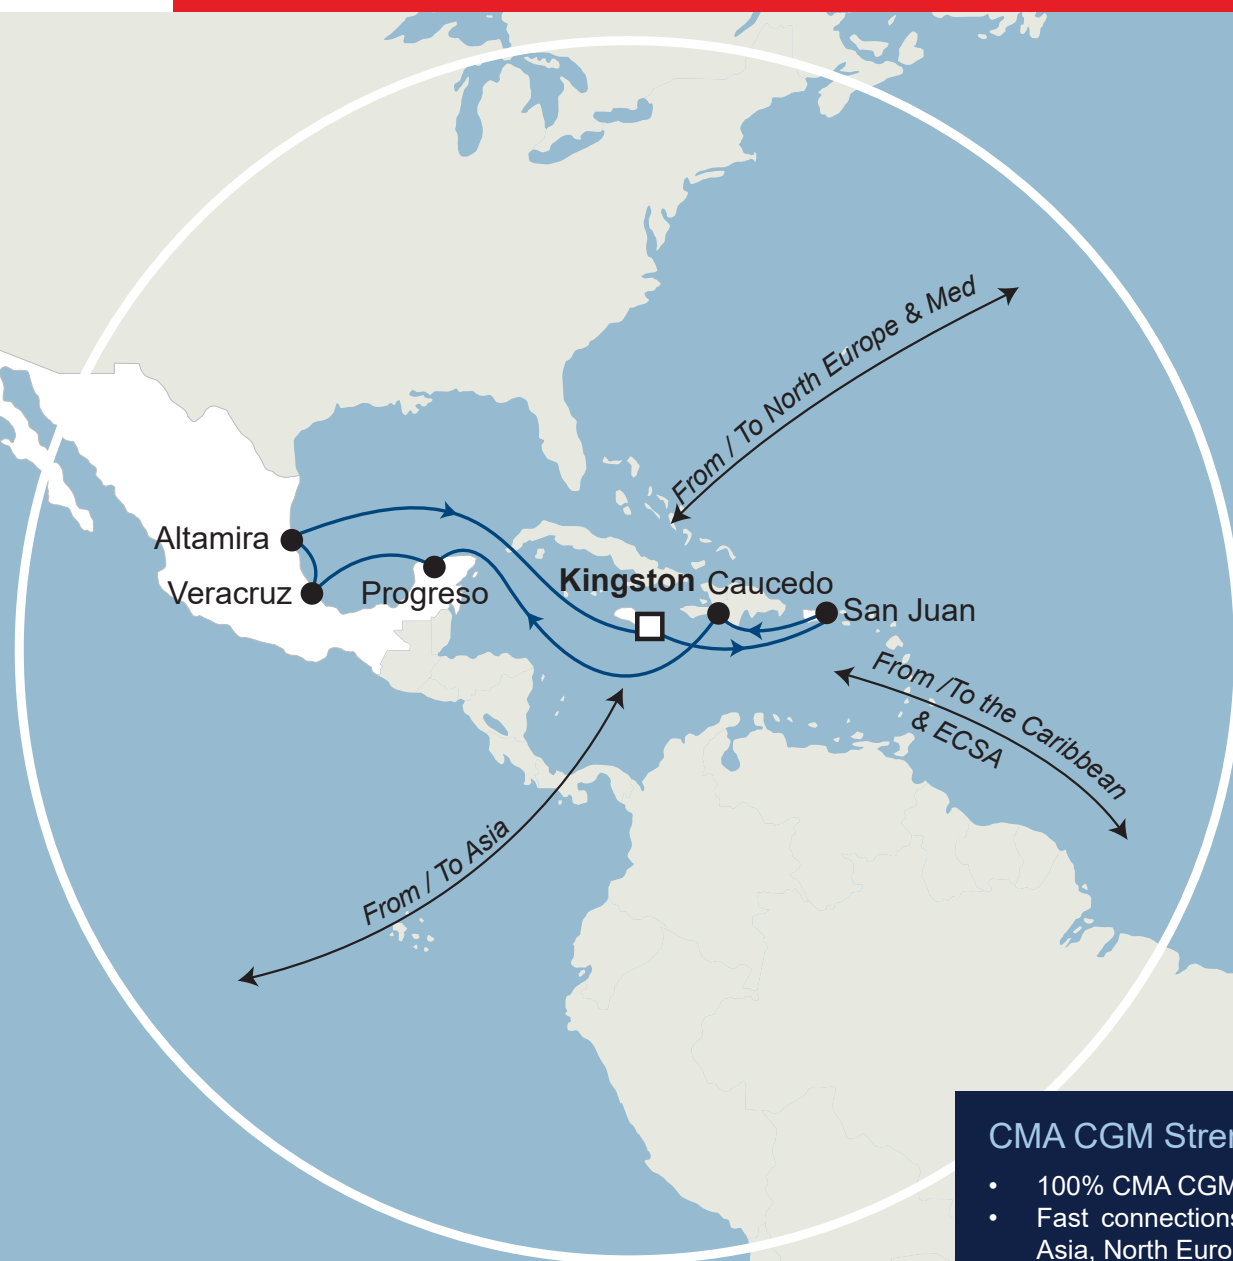 From / To North Europe & Med
Altamira
Veracruz
Progreso
Kingston
Caucedo
San Juan
From /To the Caribbean
& ECSA
From / To Asia
CMA CGM
• 100% CMA CGM
• Fast connections
Asia, North